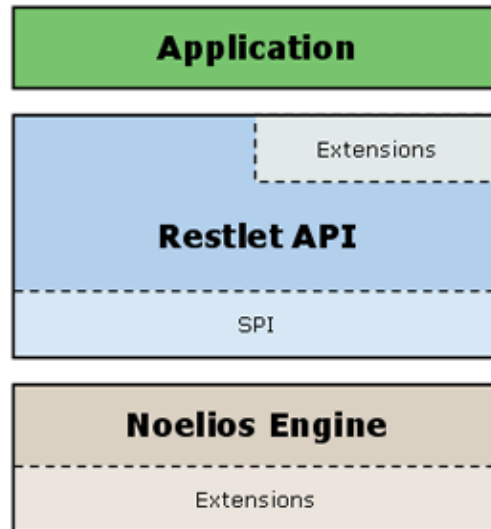 Application
Extensions
Restlet API
SPI
Noelios Engine
Extensions